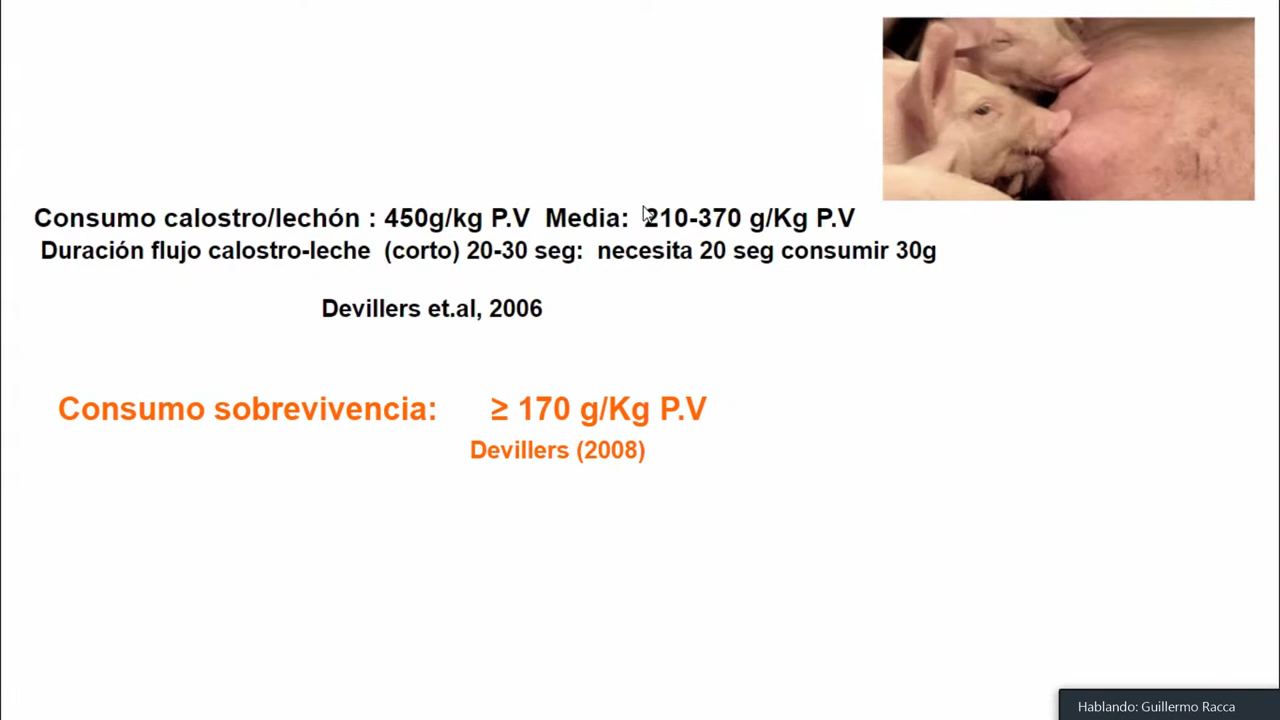 Consumo calostro/lechón : 450g/kg P.V Media: 210-370 g/Kg P.V
Duración flujo calostro-leche (corto) 20-30 seg: necesita 20 seg consumir 30g
Devillers et.al, 2006
Consumo sobrevivencia: ≥ 170 g/Kg P.V
Devillers (2008)
Hablando: Guillermo Racca